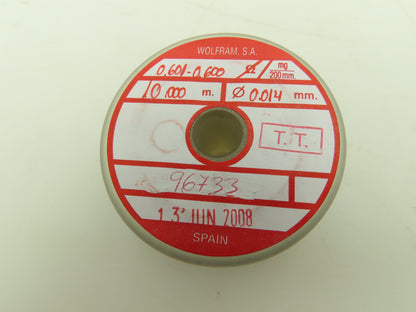 WOLFRAM, S.A.
0.601-0.600 mg/200mm.
10.000 m. Ø 0.014 mm.
T. T.
96733
13 JUN 2008
SPAIN